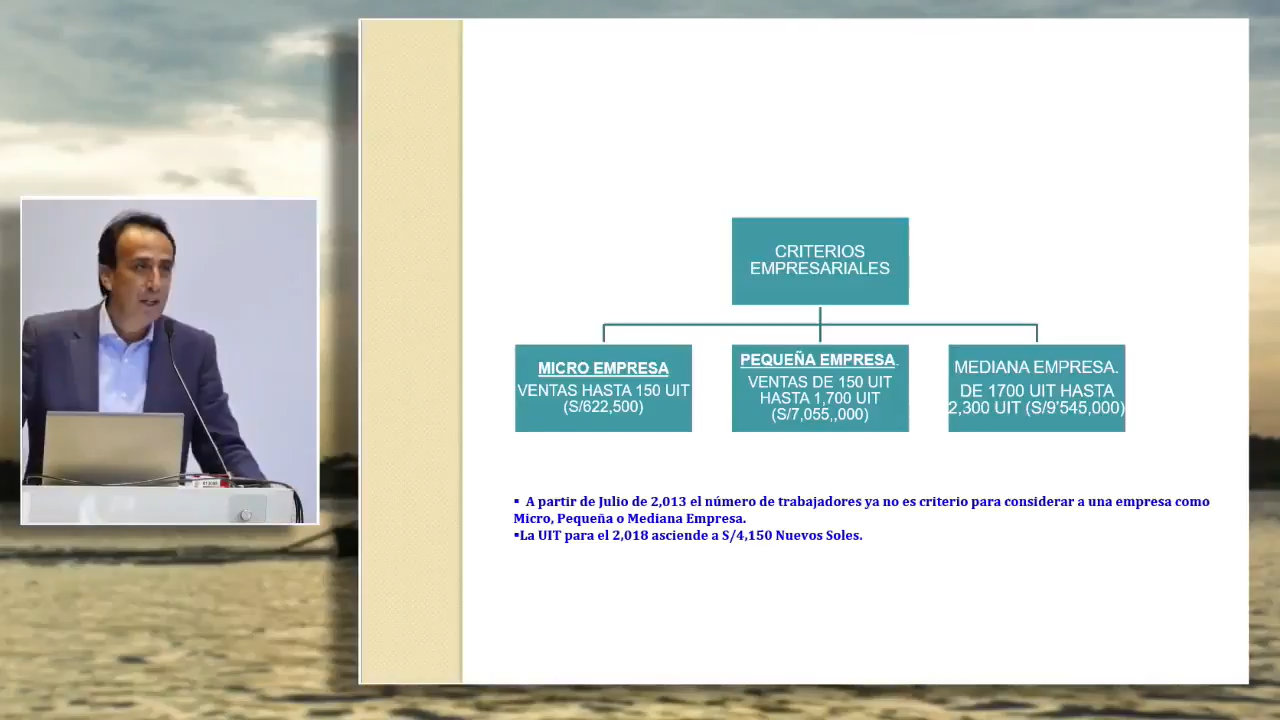 CRITERIOS
EMPRESARIALES
MICRO EMPRESA
VENTAS HASTA 150 UIT
(S/622,500)
PEQUEÑA EMPRESA.
VENTAS DE 150 UIT
HASTA 1,700 UIT
(S/7,055,,000)
MEDIANA EMPRESA.
DE 1700 UIT HASTA
2,300 UIT (S/9'545,000)
▪ A partir de Julio de 2,013 el número de trabajadores ya no es criterio para considerar a una empresa como
Micro, Pequeña o Mediana Empresa.
▪La UIT para el 2,018 asciende a S/4,150 Nuevos Soles.